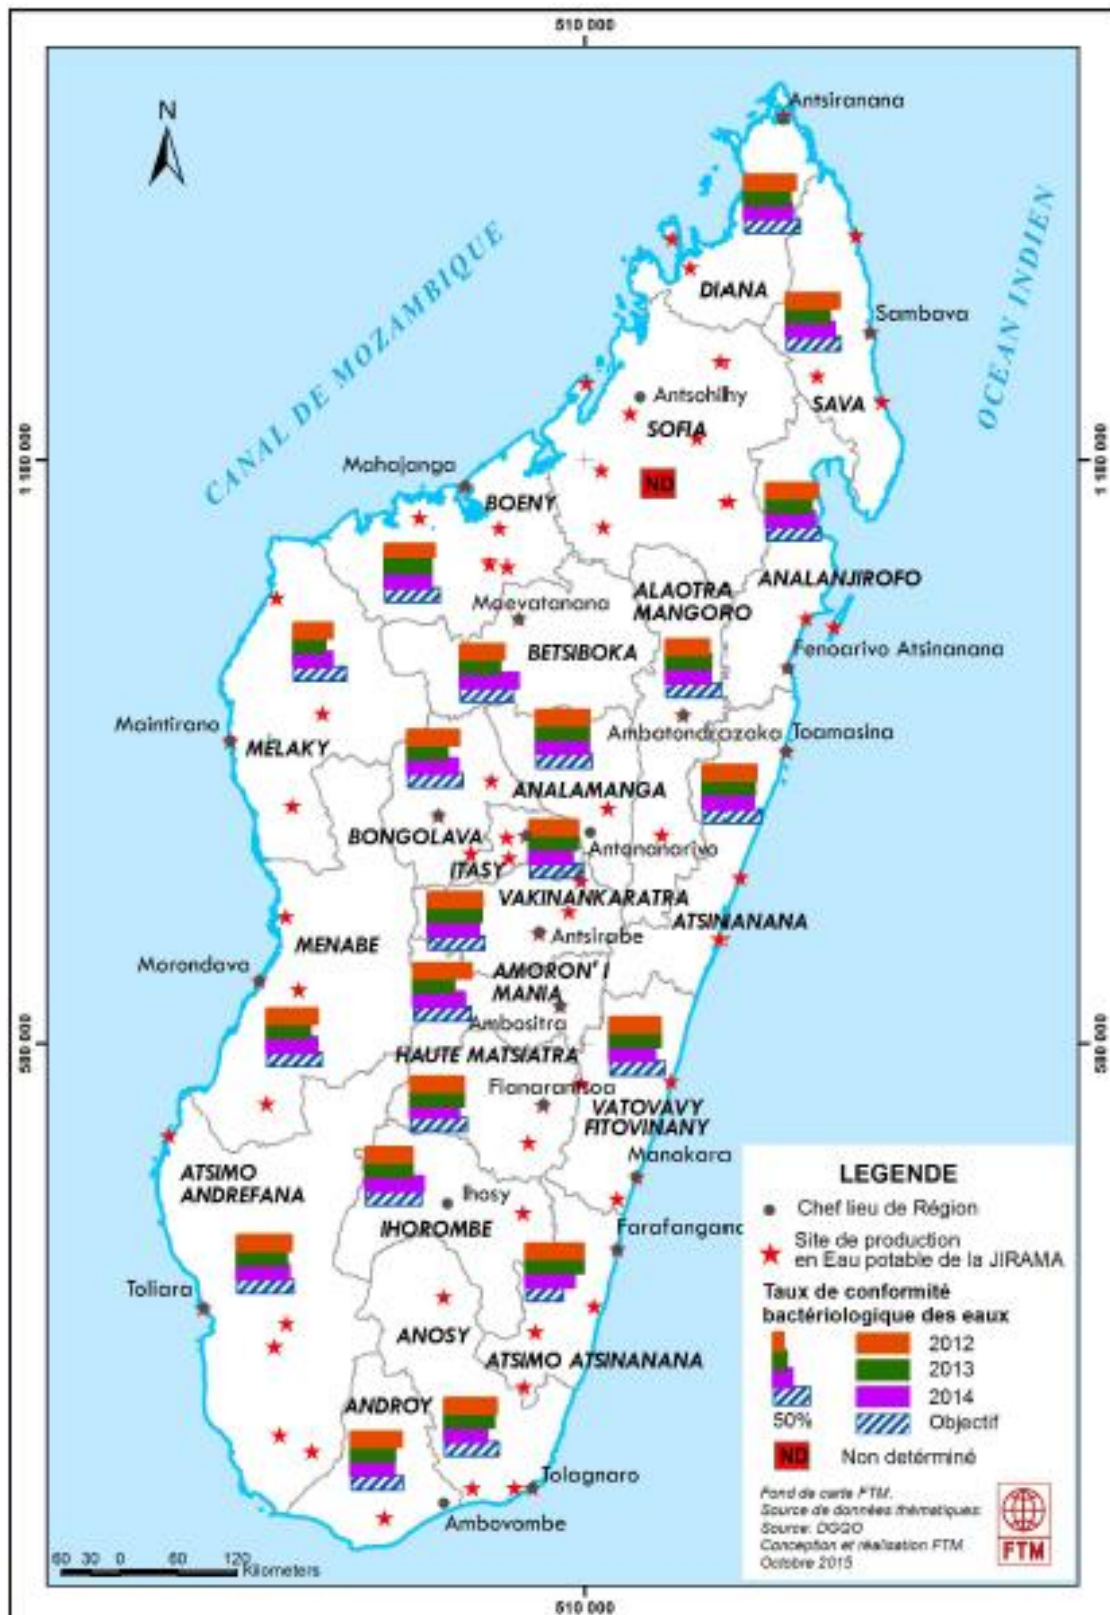 510 000
N
Antsiranana
CANAL DE MOZAMBIQUE
OCEAN INDIEN
DIANA
Sambava
SAVA
Antsohilhy
SOFIA
1 180 000
1 180 000
Mahajanga
ND
BOENY
ANALANJIROFO
ALAOTRA
MANGORO
Maevatanana
BETSIBOKA
Fenoarivo Atsinanana
Maintirano
MELAKY
Ambatondrazaka
Toamasina
ANALAMANGA
BONGOLAVA
Antananarivo
ITASY
VAKINANKARATRA
ATSINANANA
Antsirabe
MENABE
Morondava
AMORON' I
MANIA
Ambositra
580 000
580 000
HAUTE MATSIATRA
Fianarantsoa
VATOVAVY
FITOVINANY
Manakara
ATSIMO
ANDREFANA
Ihosy
IHOROMBE
Farafangana
Toliara
ANOSY
ATSIMO ATSINANANA
ANDROY
Tolagnaro
Ambovombe
LEGENDE
Chef lieu de Région
Site de production
en Eau potable de la JIRAMA
Taux de conformité
bactériologique des eaux
2012
2013
2014
50%
Objectif
ND
Non detérminé
Fond de carte FTM.
Source de données thématiques:
Source: DGQO
Conception et réalisation FTM
Octobre 2015
FTM
60 30 0 60 120
Kilometers
510 000